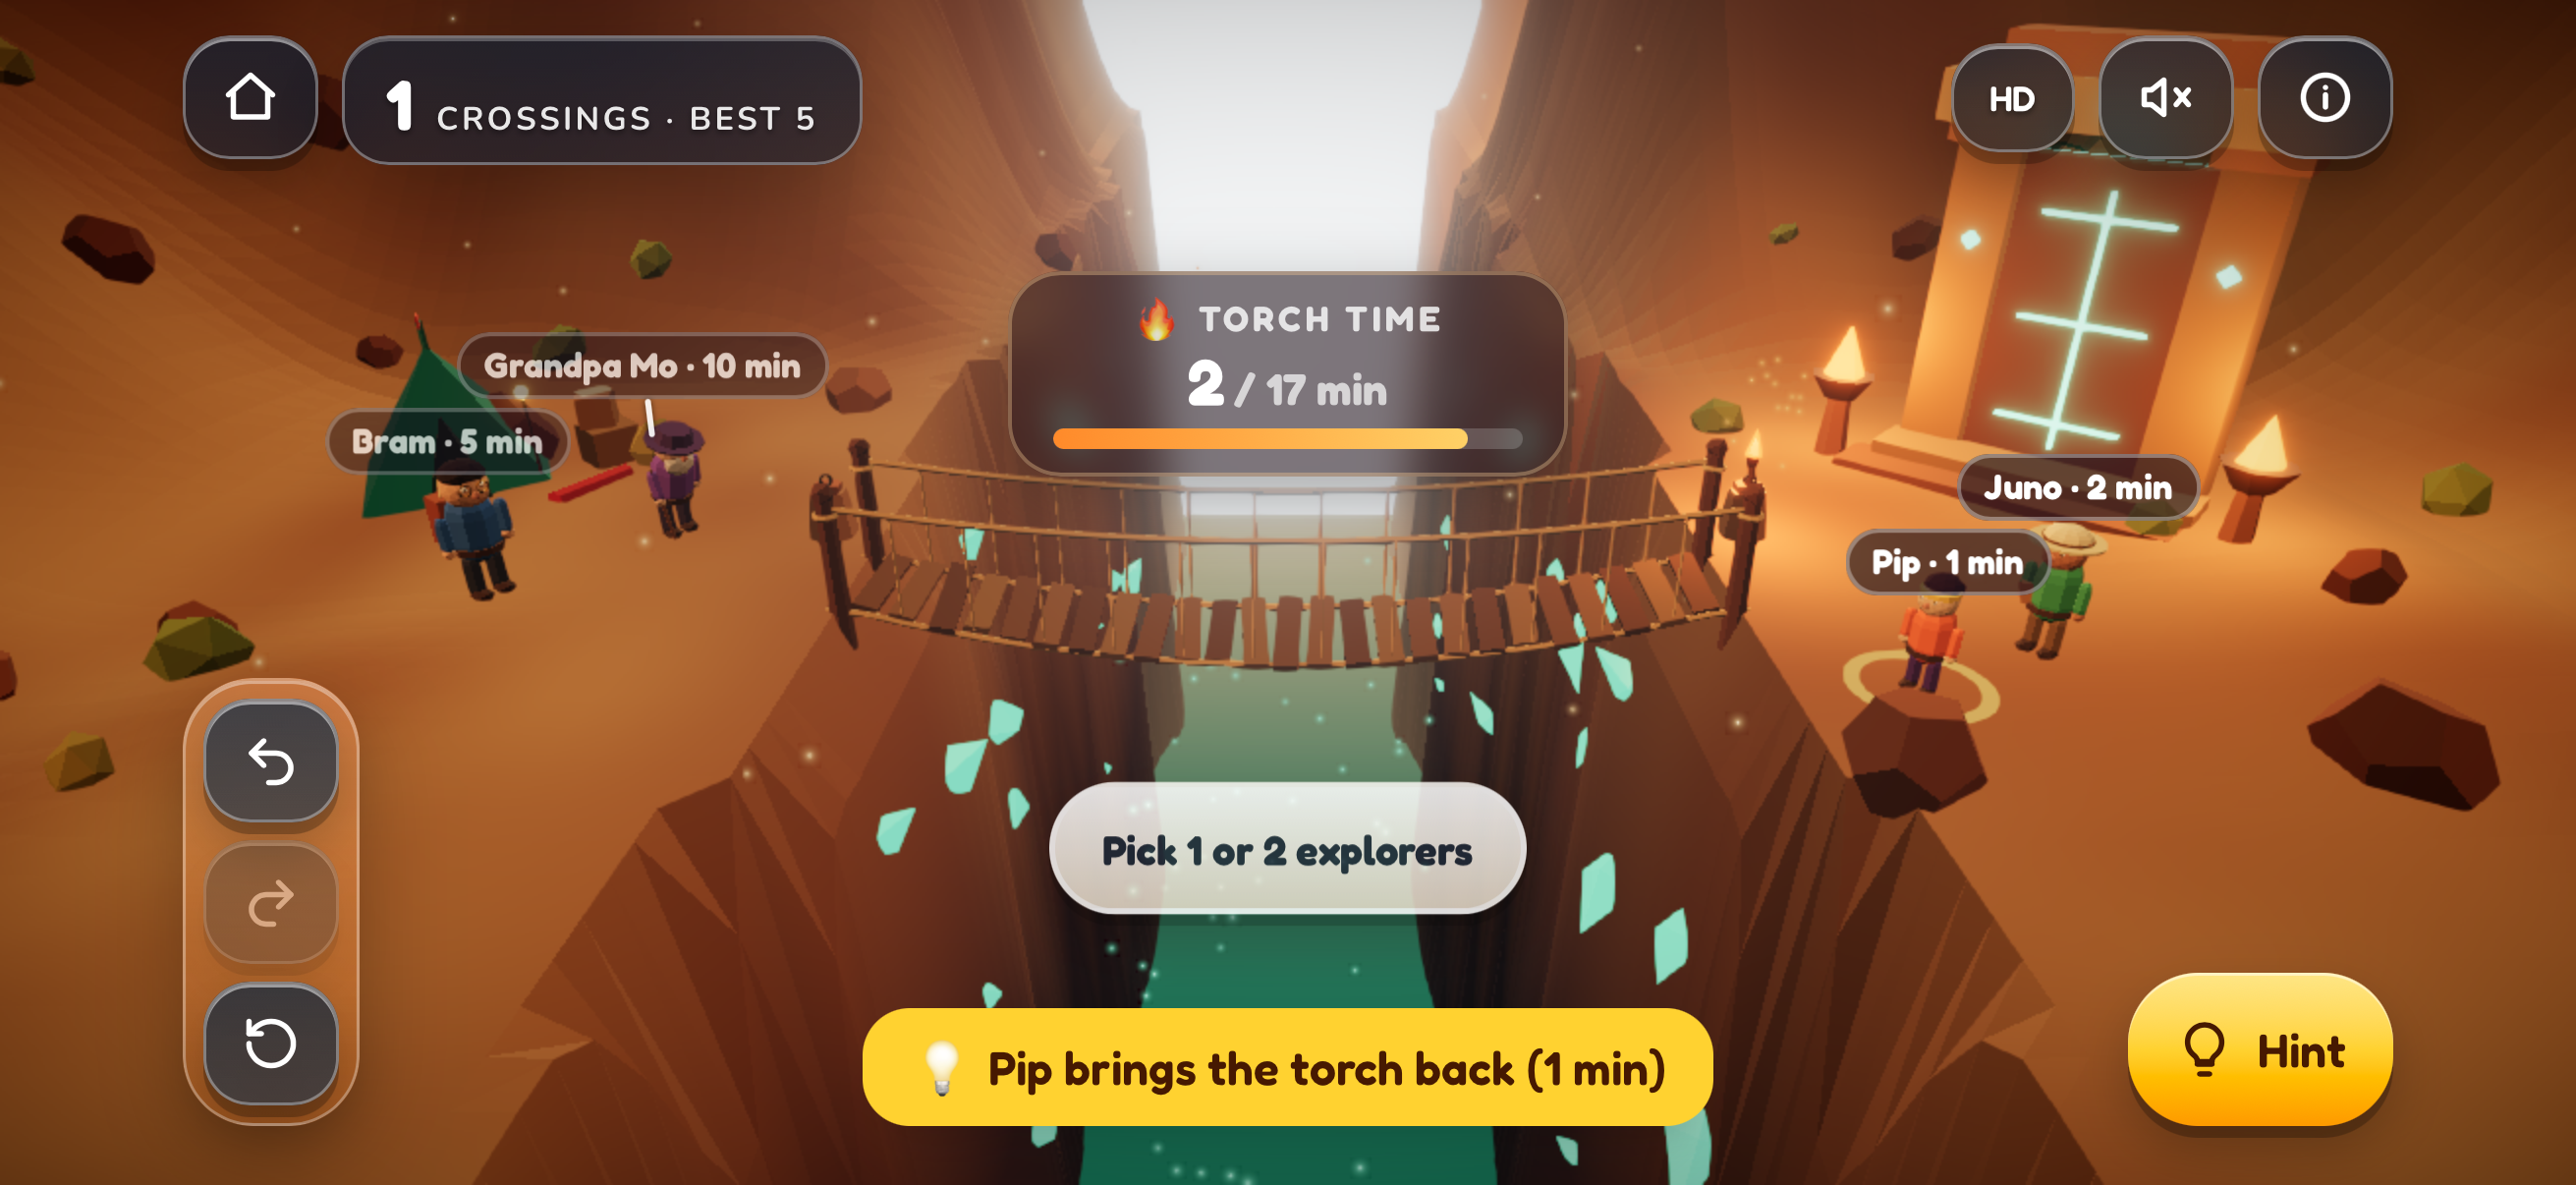 1 CROSSINGS · BEST 5
HD
🔥 TORCH TIME
2 / 17 min
Grandpa Mo · 10 min
Bram · 5 min
Juno · 2 min
Pip · 1 min
Pick 1 or 2 explorers
💡 Pip brings the torch back (1 min)
Hint